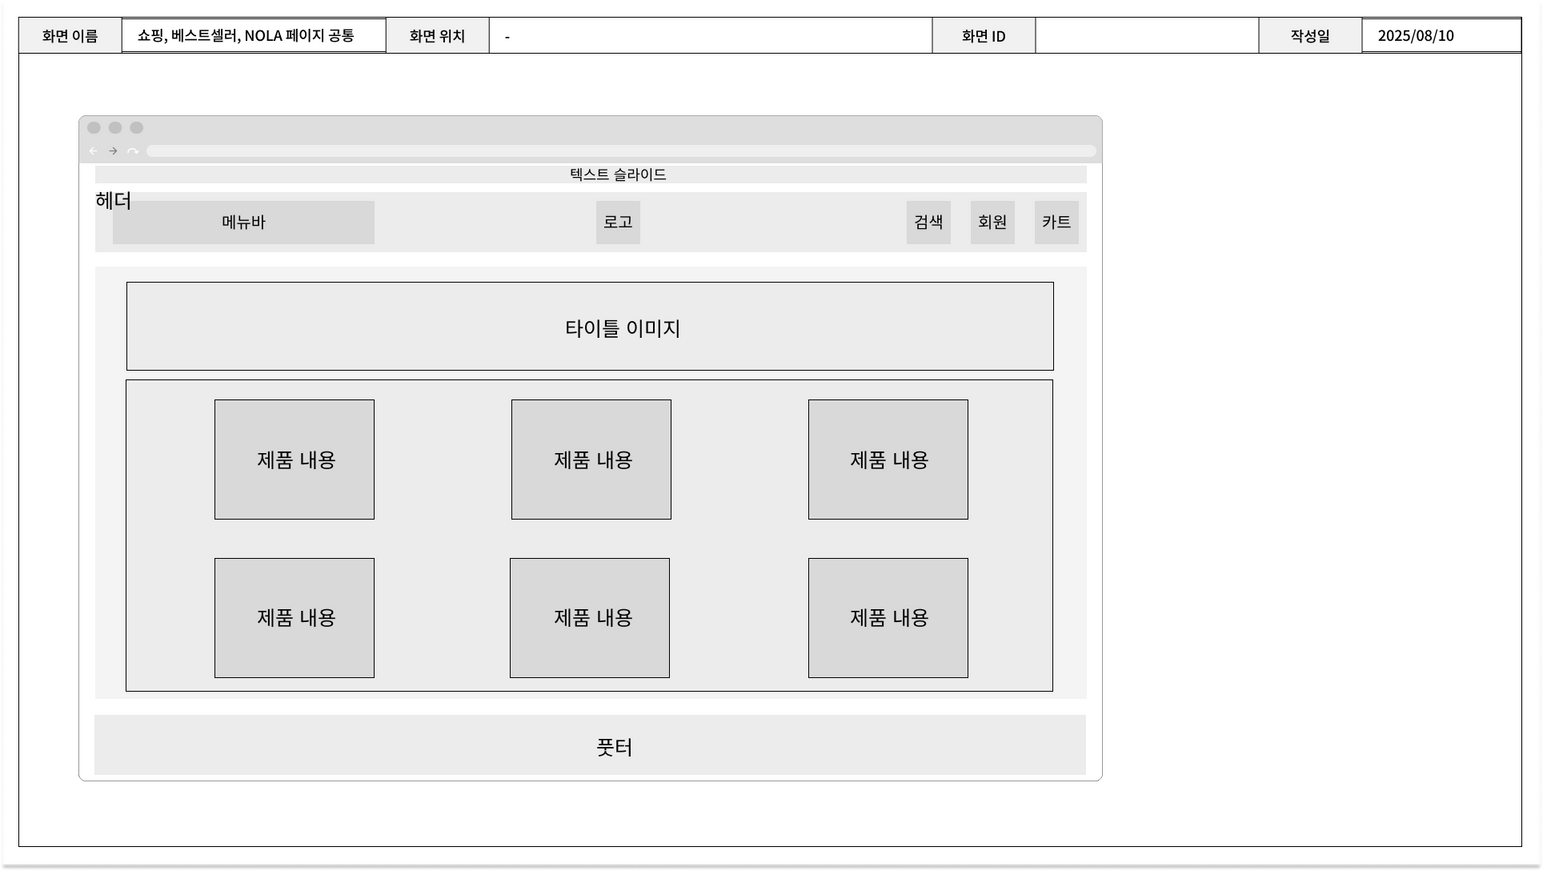 화면 이름
쇼핑, 베스트셀러, NOLA 페이지 공통
화면 위치
-
화면 ID
작성일
2025/08/10
텍스트 슬라이드
헤더
메뉴바
로고
검색
회원
카트
타이틀 이미지
제품 내용
제품 내용
제품 내용
제품 내용
제품 내용
제품 내용
풋터